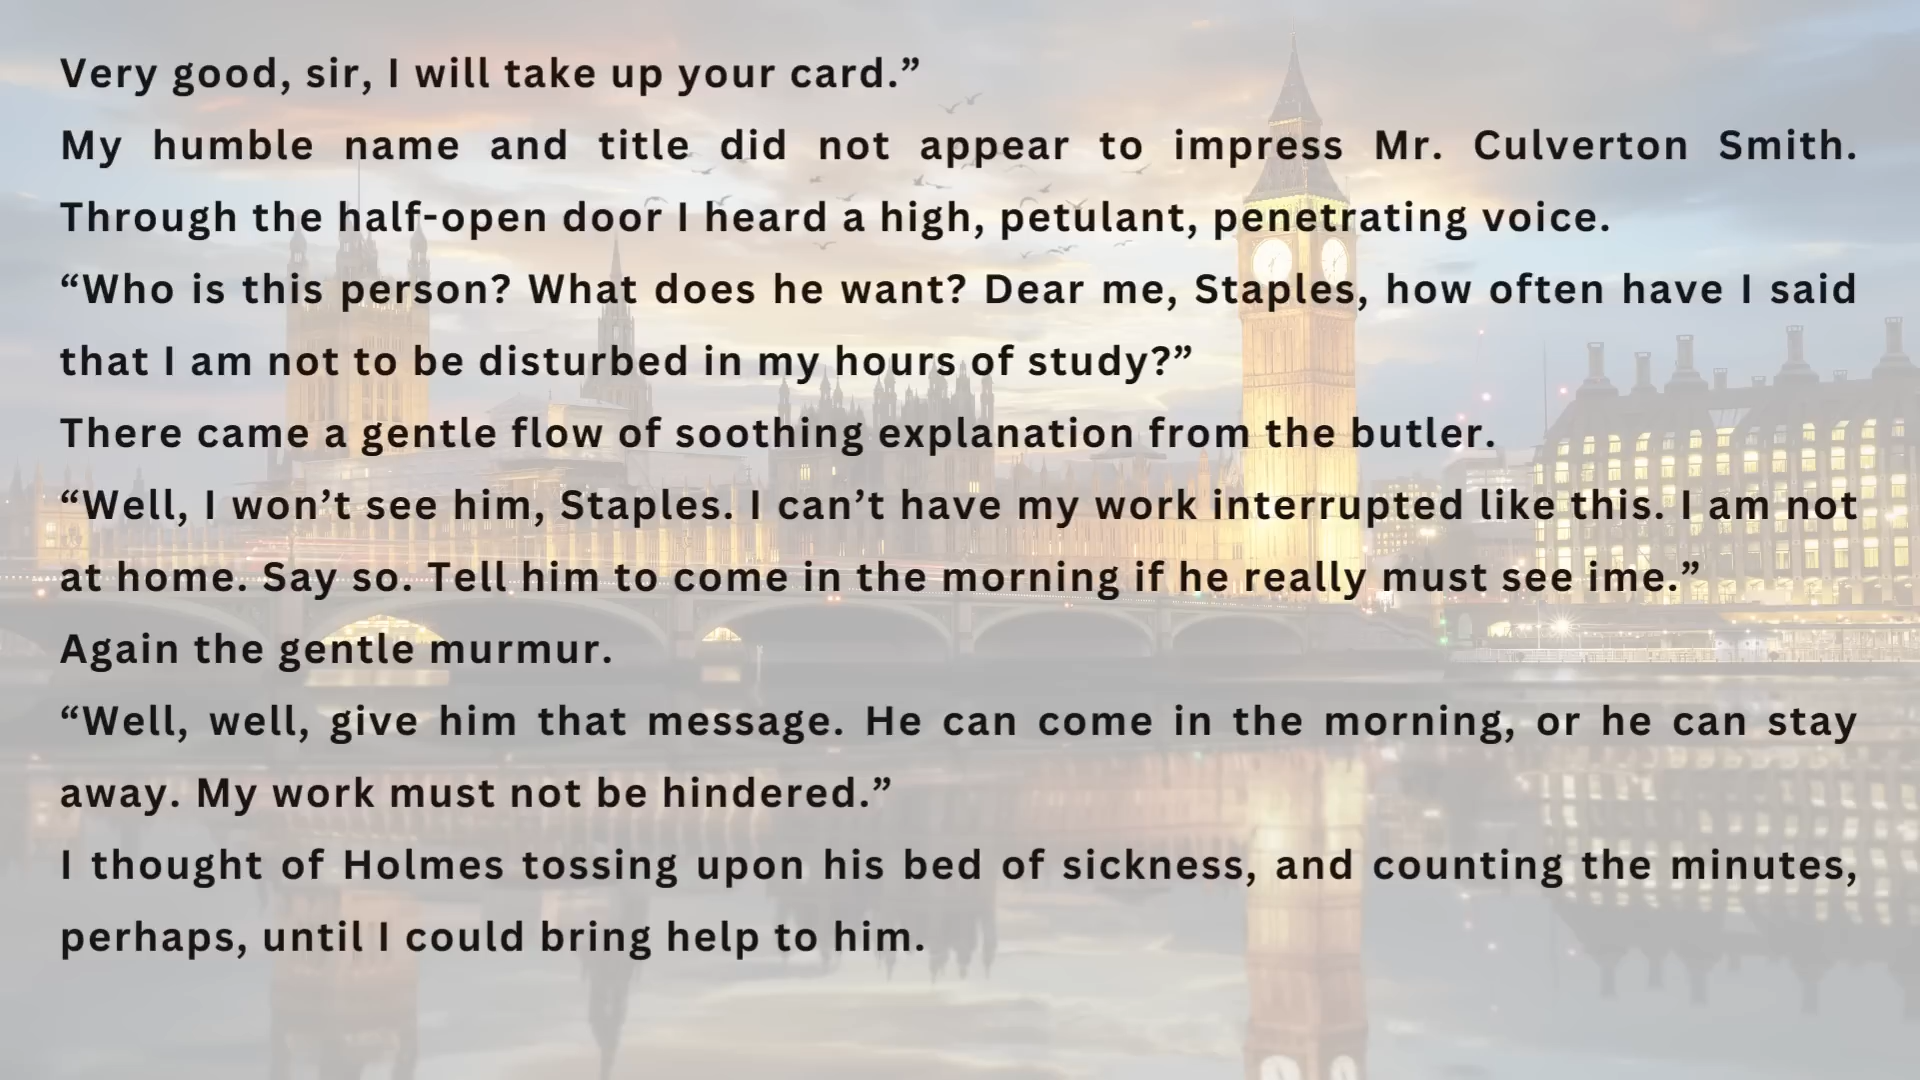 Very good, sir, I will take up your card.”
My humble name and title did not appear to impress Mr. Culverton Smith.
Through the half-open door I heard a high, petulant, penetrating voice.
“Who is this person? What does he want? Dear me, Staples, how often have I said
that I am not to be disturbed in my hours of study?”
There came a gentle flow of soothing explanation from the butler.
“Well, I won’t see him, Staples. I can’t have my work interrupted like this. I am not
at home. Say so. Tell him to come in the morning if he really must see ime.”
Again the gentle murmur.
“Well, well, give him that message. He can come in the morning, or he can stay
away. My work must not be hindered.”
I thought of Holmes tossing upon his bed of sickness, and counting the minutes,
perhaps, until I could bring help to him.